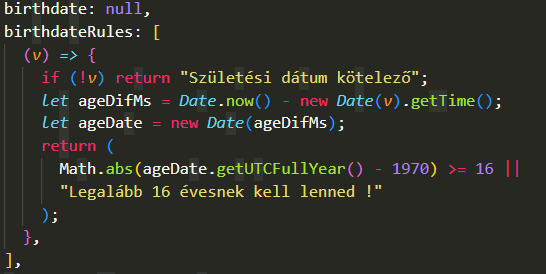 birthdate: null,
birthdateRules: [
(v) => {
if (!v) return "Születési dátum kötelező";
let ageDifMs = Date.now() - new Date(v).getTime();
let ageDate = new Date(ageDifMs);
return (
Math.abs(ageDate.getUTCFullYear() - 1970) >= 16 ||
"Legalább 16 évesnek kell lenned !"
);
},
],